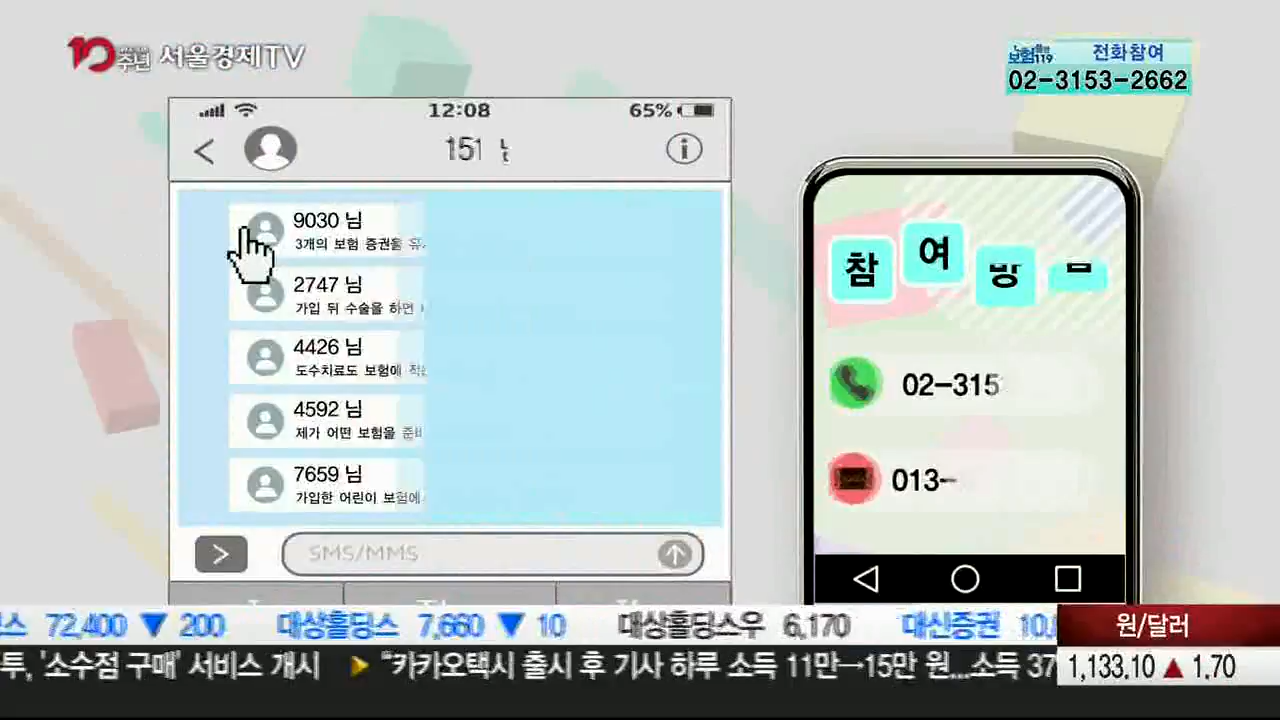 10주년 서울경제TV
보험119 전화참여
02-3153-2662
12:08 65%
151
9030 님
3개의 보험 증권을 유
2747 님
가입 뒤 수술을 하면
4426 님
도수치료도 보험에
4592 님
제가 어떤 보험을 준비
7659 님
가입한 어린이 보험에
SMS/MMS
참여
02-315
013-
스 72,400 ▼ 200 대상홀딩스 7,660 ▼ 10 대상홀딩스우 6,170 대신증권
원/달러
1,133.10 ▲ 1.70
투, '소수점 구매' 서비스 개시 ▶ “카카오택시 출시 후 기사 하루 소득 11만→15만 원...소득 37